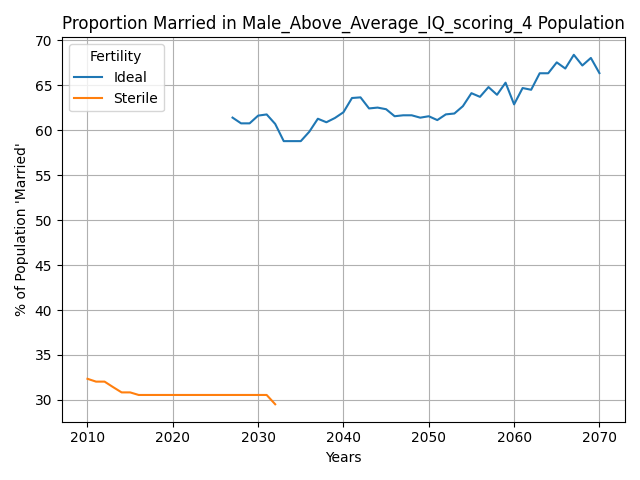 Proportion Married in Male_Above_Average_IQ_scoring_4 Population
Fertility
Ideal
Sterile
% of Population 'Married'
70
65
60
55
50
45
40
35
30
2010 2020 2030 2040 2050 2060 2070
Years